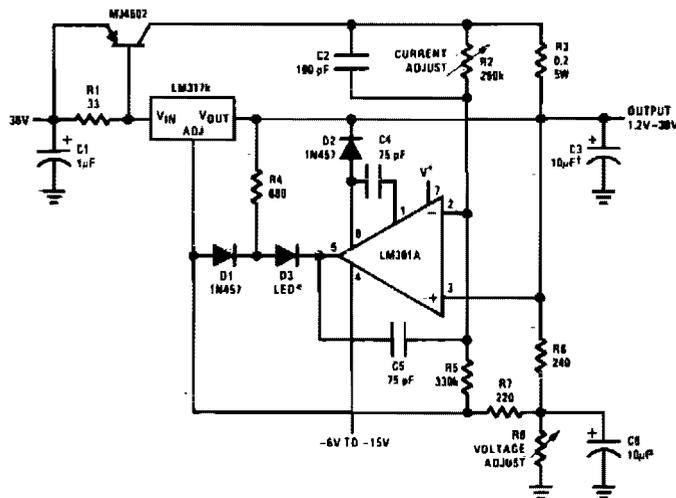 MJ4502
C2
100 pF
CURRENT
ADJUST
R2
250k
R3
0.2
5W
R1
33
LM317k
VIN
VOUT
ADJ
38V
OUTPUT
1.2V-30V
C1
1µF
D2
1N457
C4
75 pF
C3
10µF†
V+
7
R4
680
8
1
2
LM301A
6
4
3
D1
1N457
D3
LED*
C5
75 pF
R5
330k
R6
240
R7
220
R8
VOLTAGE
ADJUST
C6
-6V TO -15V